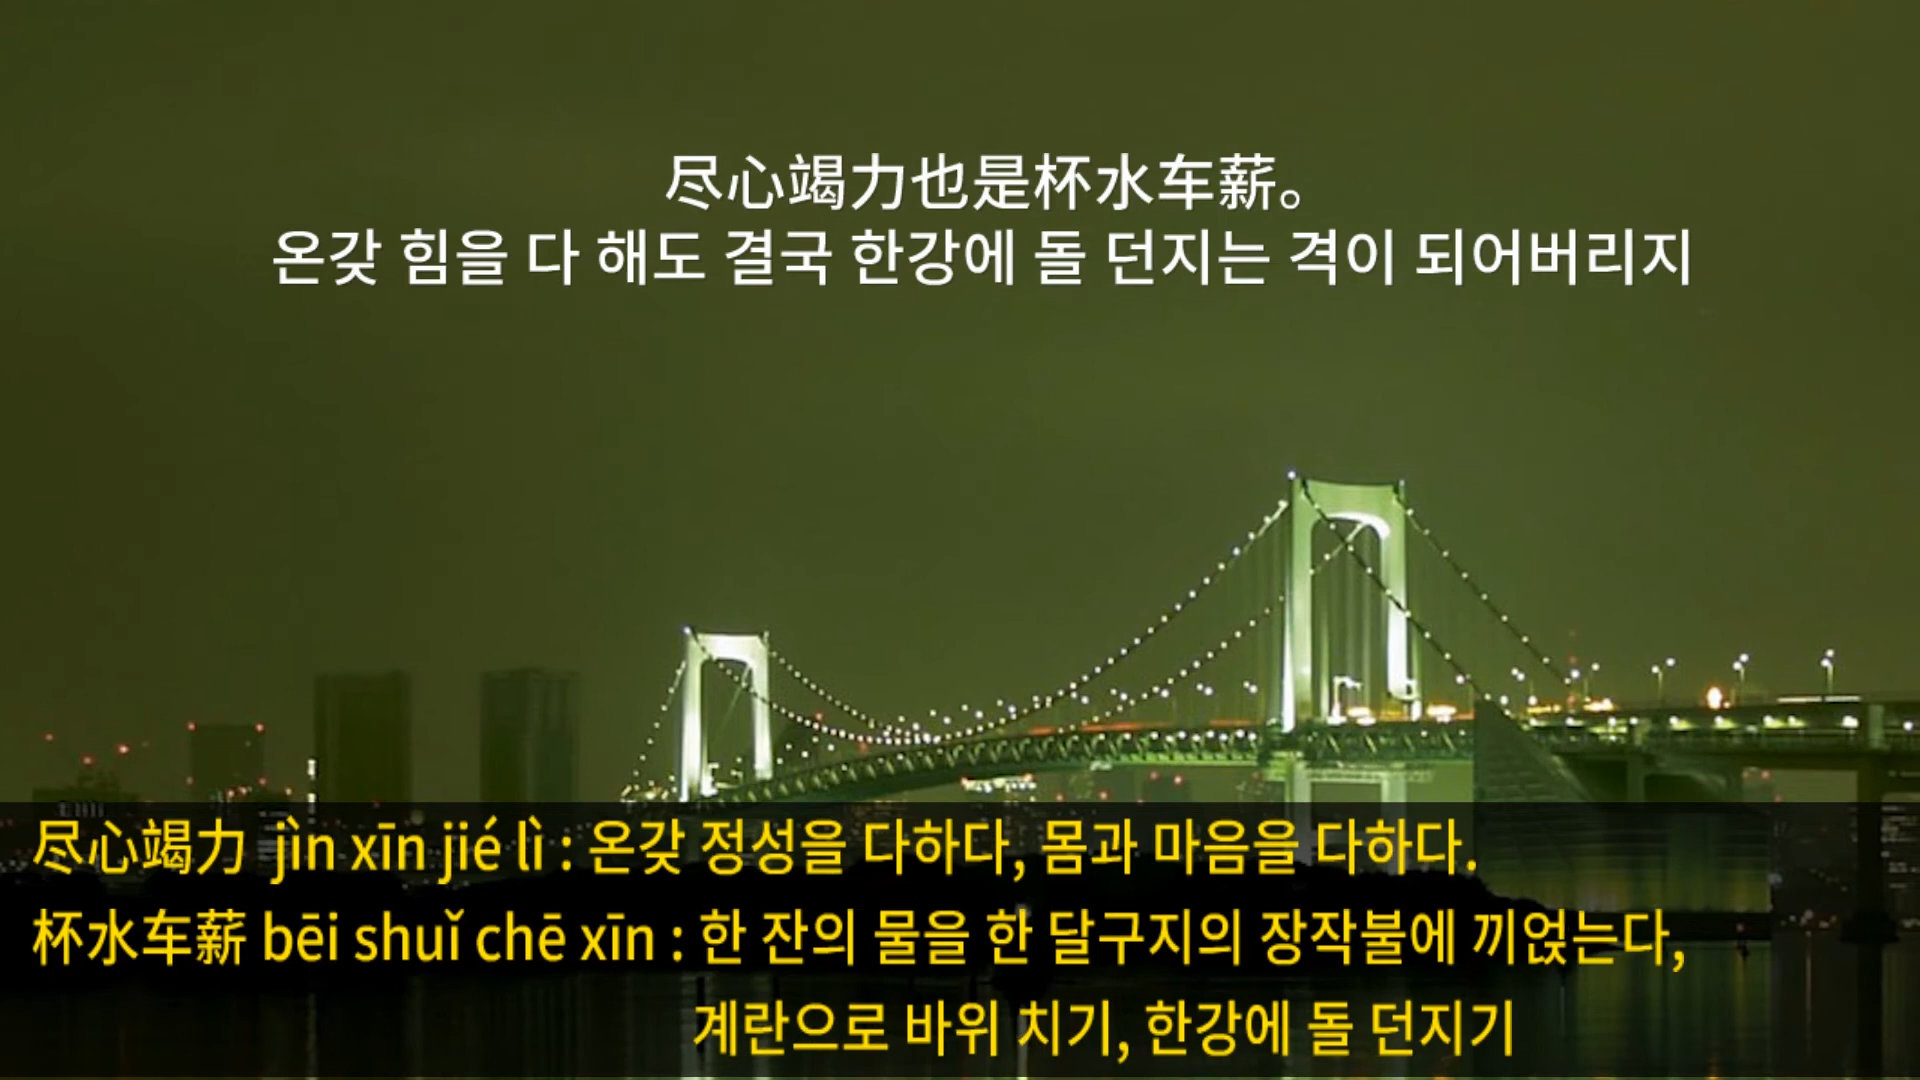 尽心竭力也是杯水车薪。
온갖 힘을 다 해도 결국 한강에 돌 던지는 격이 되어버리지
尽心竭力 jìn xīn jié lì : 온갖 정성을 다하다, 몸과 마음을 다하다.
杯水车薪 bēi shuǐ chē xīn : 한 잔의 물을 한 달구지의 장작불에 끼얹는다,
계란으로 바위 치기, 한강에 돌 던지기